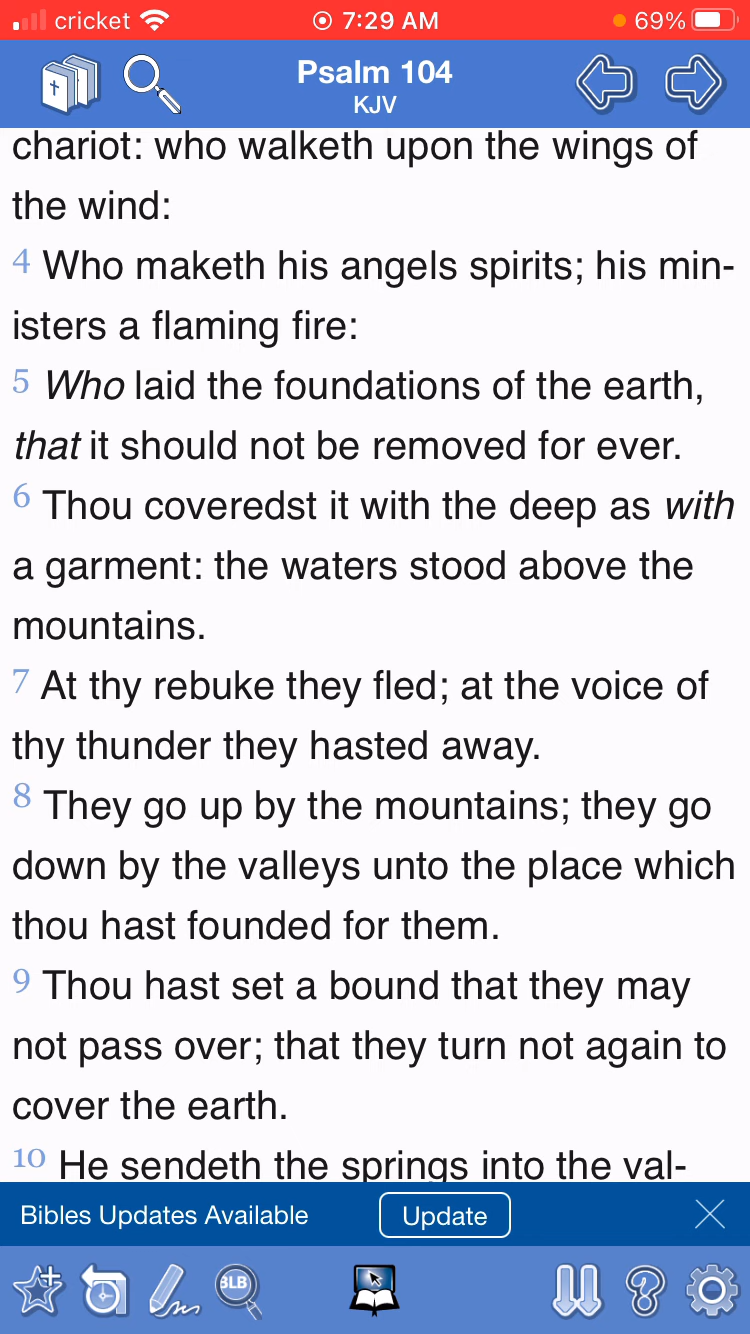 cricket 7:29 AM 69%
Psalm 104
KJV
chariot: who walketh upon the wings of
the wind:
4 Who maketh his angels spirits; his min-
isters a flaming fire:
5 Who laid the foundations of the earth,
that it should not be removed for ever.
6 Thou coveredst it with the deep as with
a garment: the waters stood above the
mountains.
7 At thy rebuke they fled; at the voice of
thy thunder they hasted away.
8 They go up by the mountains; they go
down by the valleys unto the place which
thou hast founded for them.
9 Thou hast set a bound that they may
not pass over; that they turn not again to
cover the earth.
10 He sendeth the springs into the val-
Bibles Updates Available Update
BLB